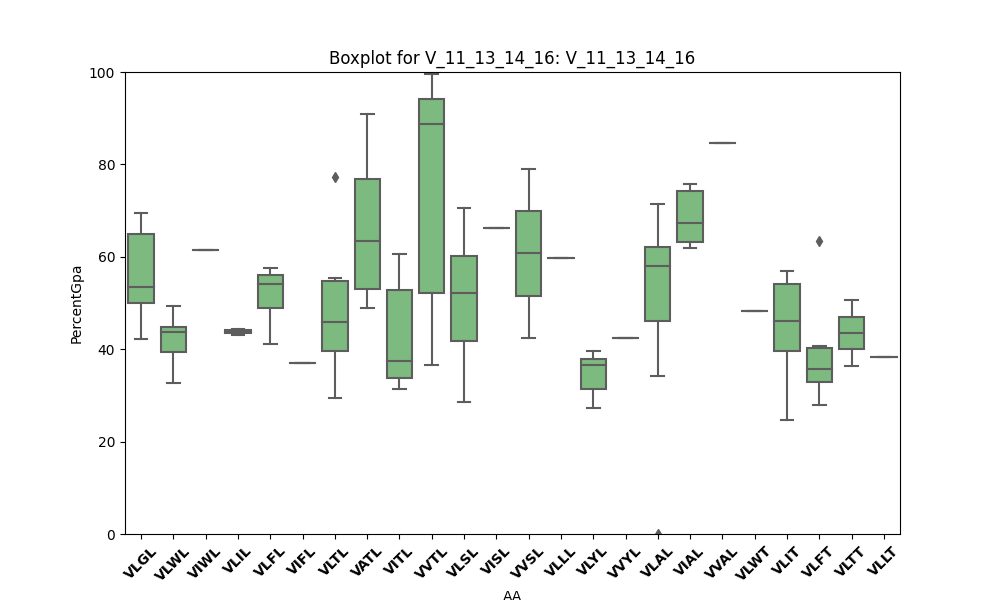 Boxplot for V_11_13_14_16: V_11_13_14_16
PercentGpa
100
80
60
40
20
0
VLGL
VLWL
VIWL
VLIL
VLFL
VIFL
VLTL
VATL
VITL
VVTL
VLSL
VISL
VVSL
VLLL
VLYL
VVYL
VLAL
VIAL
VVAL
VLWT
VLIT
VLFT
VLTT
VLLT
AA